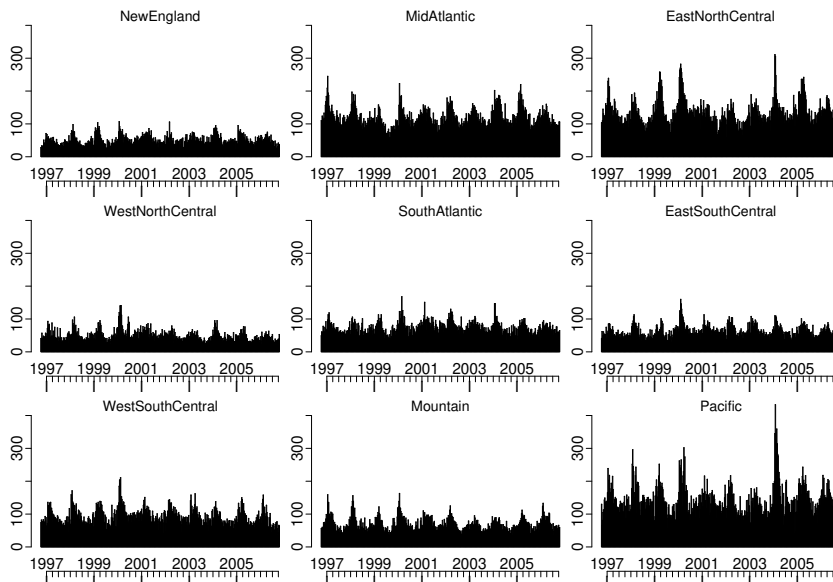 NewEngland
0 100 300
1997 1999 2001 2003 2005
MidAtlantic
0 100 300
1997 1999 2001 2003 2005
EastNorthCentral
0 100 300
1997 1999 2001 2003 2005
WestNorthCentral
0 100 300
1997 1999 2001 2003 2005
SouthAtlantic
0 100 300
1997 1999 2001 2003 2005
EastSouthCentral
0 100 300
1997 1999 2001 2003 2005
WestSouthCentral
0 100 300
1997 1999 2001 2003 2005
Mountain
0 100 300
1997 1999 2001 2003 2005
Pacific
0 100 300
1997 1999 2001 2003 2005